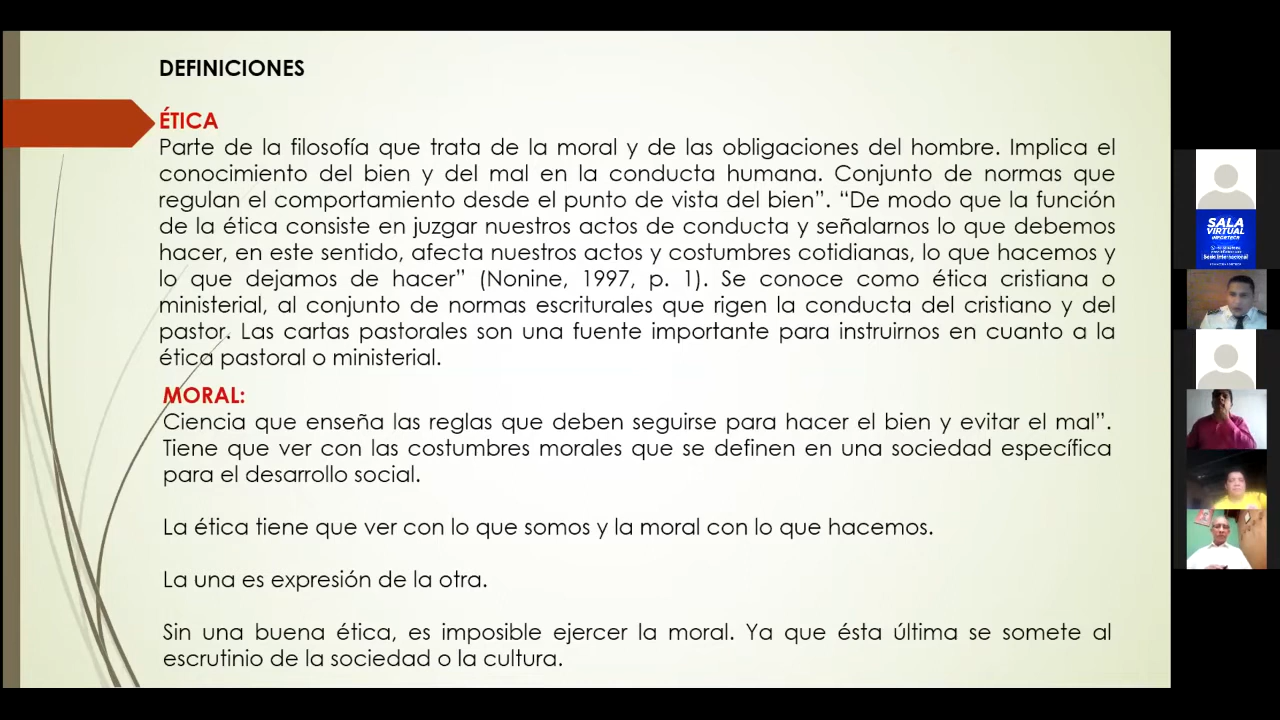 DEFINICIONES
ÉTICA
Parte de la filosofía que trata de la moral y de las obligaciones del hombre. Implica el
conocimiento del bien y del mal en la conducta humana. Conjunto de normas que
regulan el comportamiento desde el punto de vista del bien”. “De modo que la función
de la ética consiste en juzgar nuestros actos de conducta y señalarnos lo que debemos
hacer, en este sentido, afecta nuestros actos y costumbres cotidianas, lo que hacemos y
lo que dejamos de hacer” (Nonine, 1997, p. 1). Se conoce como ética cristiana o
ministerial, al conjunto de normas escriturales que rigen la conducta del cristiano y del
pastor. Las cartas pastorales son una fuente importante para instruirnos en cuanto a la
ética pastoral o ministerial.
MORAL:
Ciencia que enseña las reglas que deben seguirse para hacer el bien y evitar el mal”.
Tiene que ver con las costumbres morales que se definen en una sociedad específica
para el desarrollo social.
La ética tiene que ver con lo que somos y la moral con lo que hacemos.
La una es expresión de la otra.
Sin una buena ética, es imposible ejercer la moral. Ya que ésta última se somete al
escrutinio de la sociedad o la cultura.
SALA
VIRTUAL
Sede Internacional